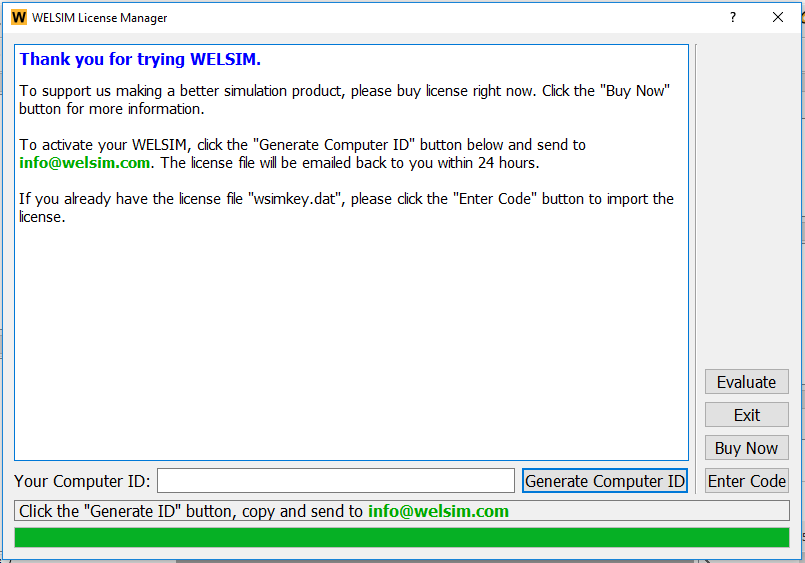 W WELSIM License Manager ?
Thank you for trying WELSIM.
To support us making a better simulation product, please buy license right now. Click the "Buy Now"
button for more information.
To activate your WELSIM, click the "Generate Computer ID" button below and send to
info@welsim.com. The license file will be emailed back to you within 24 hours.
If you already have the license file "wsimkey.dat", please click the "Enter Code" button to import the
license.
Evaluate
Exit
Buy Now
Your Computer ID: Generate Computer ID Enter Code
Click the "Generate ID" button, copy and send to info@welsim.com